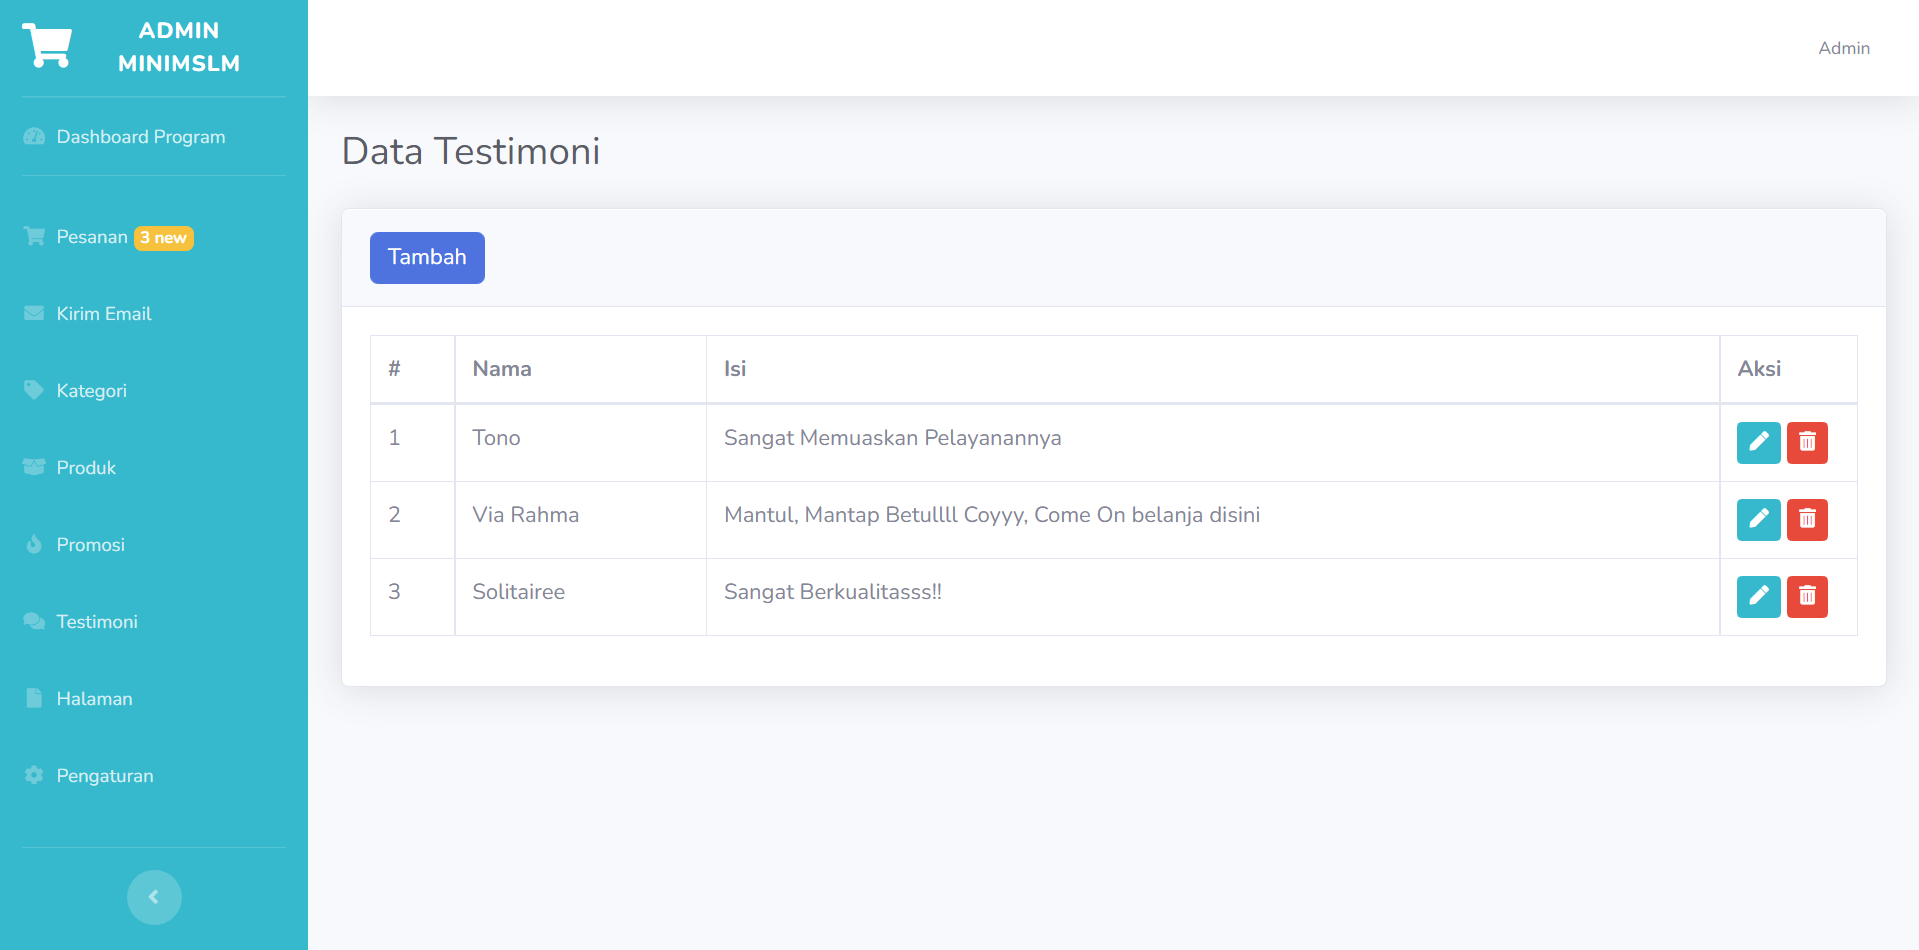 ADMIN
MINIMSLM
Dashboard Program
Pesanan 3 new
Kirim Email
Kategori
Produk
Promosi
Testimoni
Halaman
Pengaturan
Admin
Data Testimoni
Tambah
# Nama Isi Aksi
1 Tono Sangat Memuaskan Pelayanannya
2 Via Rahma Mantul, Mantap Betullll Coyyy, Come On belanja disini
3 Solitairee Sangat Berkualitasss!!